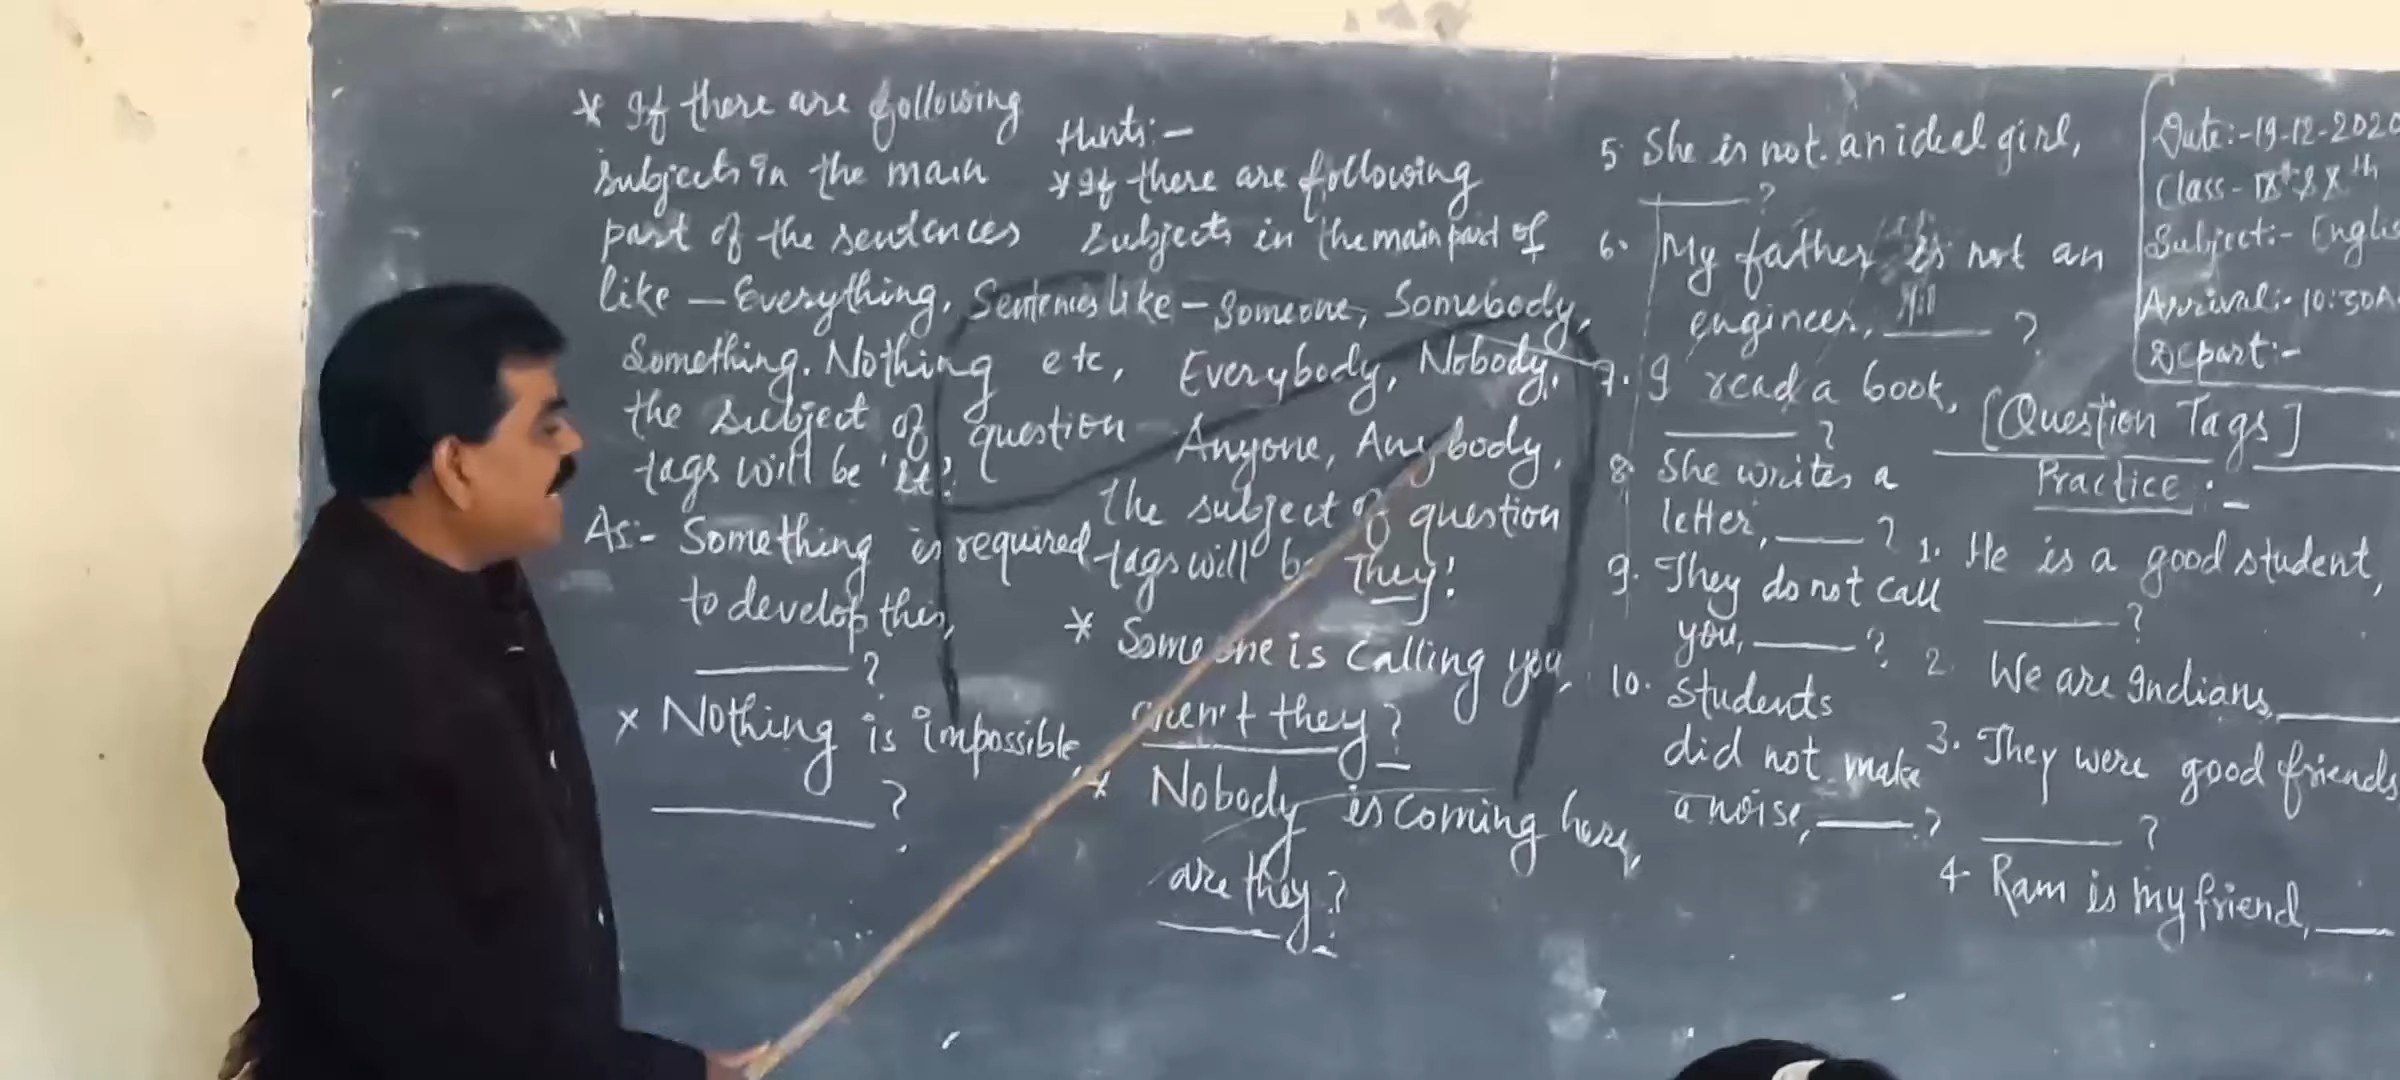 * If there are following
subjects in the main
part of the sentences
like - Everything,
Something, Nothing etc,
the subject of question
tags will be 'it'.
As:- Something is required
to develop this,
______?
x Nothing is impossible,
______?
Hints:-
* If there are following
subjects in the main part of
Sentences like - Someone, Somebody,
Everybody, Nobody,
Anyone, Anybody,
the subject of question
tags will be They!
* Someone is calling you,
aren't they?
* Nobody is coming here,
are they?
5. She is not an ideal girl,
______?
6. My father is not an
engineer, ______?
7. I read a book,
______?
8. She writes a
letter, ______?
9. They do not call
you, ______?
10. Students
did not make
a noise, ______?
Date:-19-12-2020
Class- IXth & Xth
Subject:- Englis
Arrival:- 10:30A
Depart:-
[Question Tags]
Practice:-
1. He is a good student,
______?
2. We are Indians, ______
3. They were good friends
______?
4. Ram is my friend, ______